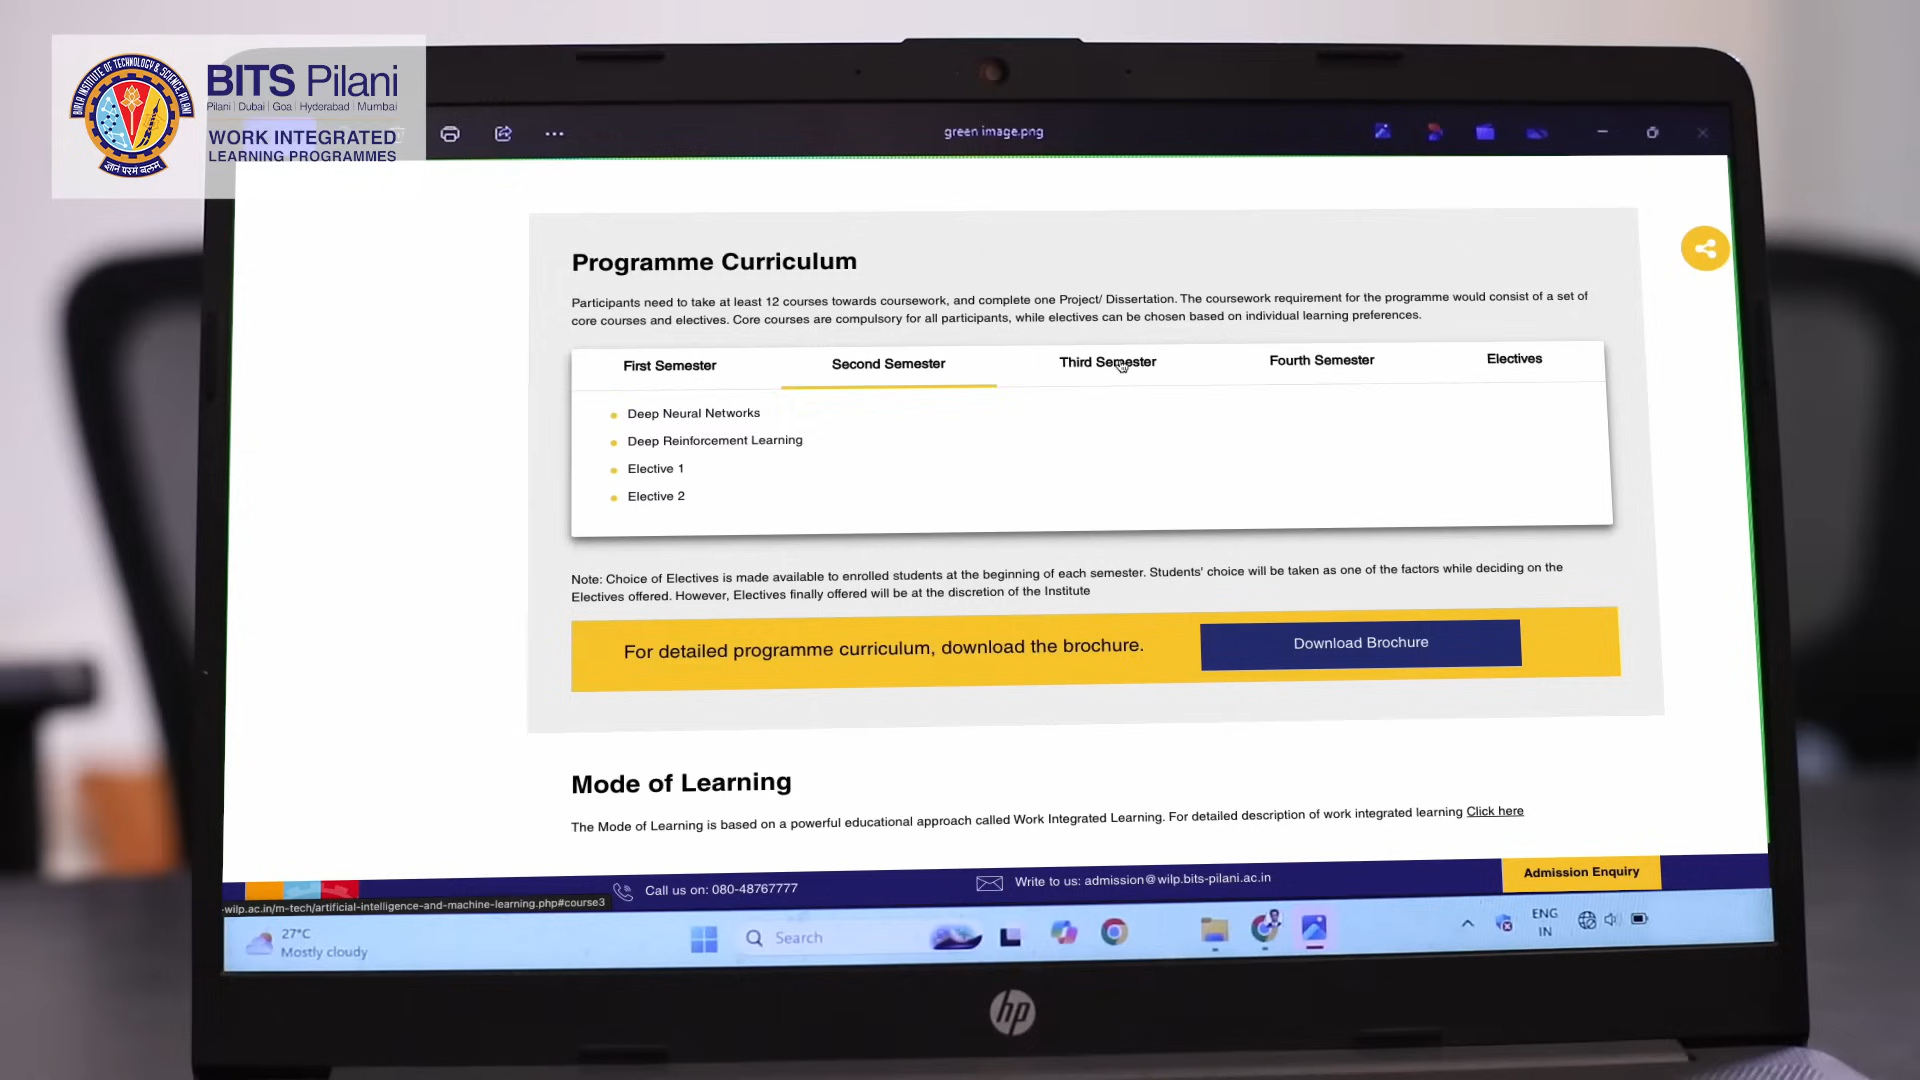 BIRLA INSTITUTE OF TECHNOLOGY & SCIENCE PILANI
ज्ञानं परमं बलम्
BITS Pilani
Pilani | Dubai | Goa | Hyderabad | Mumbai
WORK INTEGRATED
LEARNING PROGRAMMES
green image.png
Programme Curriculum
Participants need to take at least 12 courses towards coursework, and complete one Project/ Dissertation. The coursework requirement for the programme would consist of a set of
core courses and electives. Core courses are compulsory for all participants, while electives can be chosen based on individual learning preferences.
First Semester Second Semester Third Semester Fourth Semester Electives
Deep Neural Networks
Deep Reinforcement Learning
Elective 1
Elective 2
Note: Choice of Electives is made available to enrolled students at the beginning of each semester. Students' choice will be taken as one of the factors while deciding on the
Electives offered. However, Electives finally offered will be at the discretion of the Institute
For detailed programme curriculum, download the brochure. Download Brochure
Mode of Learning
The Mode of Learning is based on a powerful educational approach called Work Integrated Learning. For detailed description of work integrated learning Click here
Call us on: 080-48767777 Write to us: admission@wilp.bits-pilani.ac.in Admission Enquiry
-wilp.ac.in/m-tech/artificial-intelligence-and-machine-learning.php#course3
27°C
Mostly cloudy
Search
ENG
IN
hp